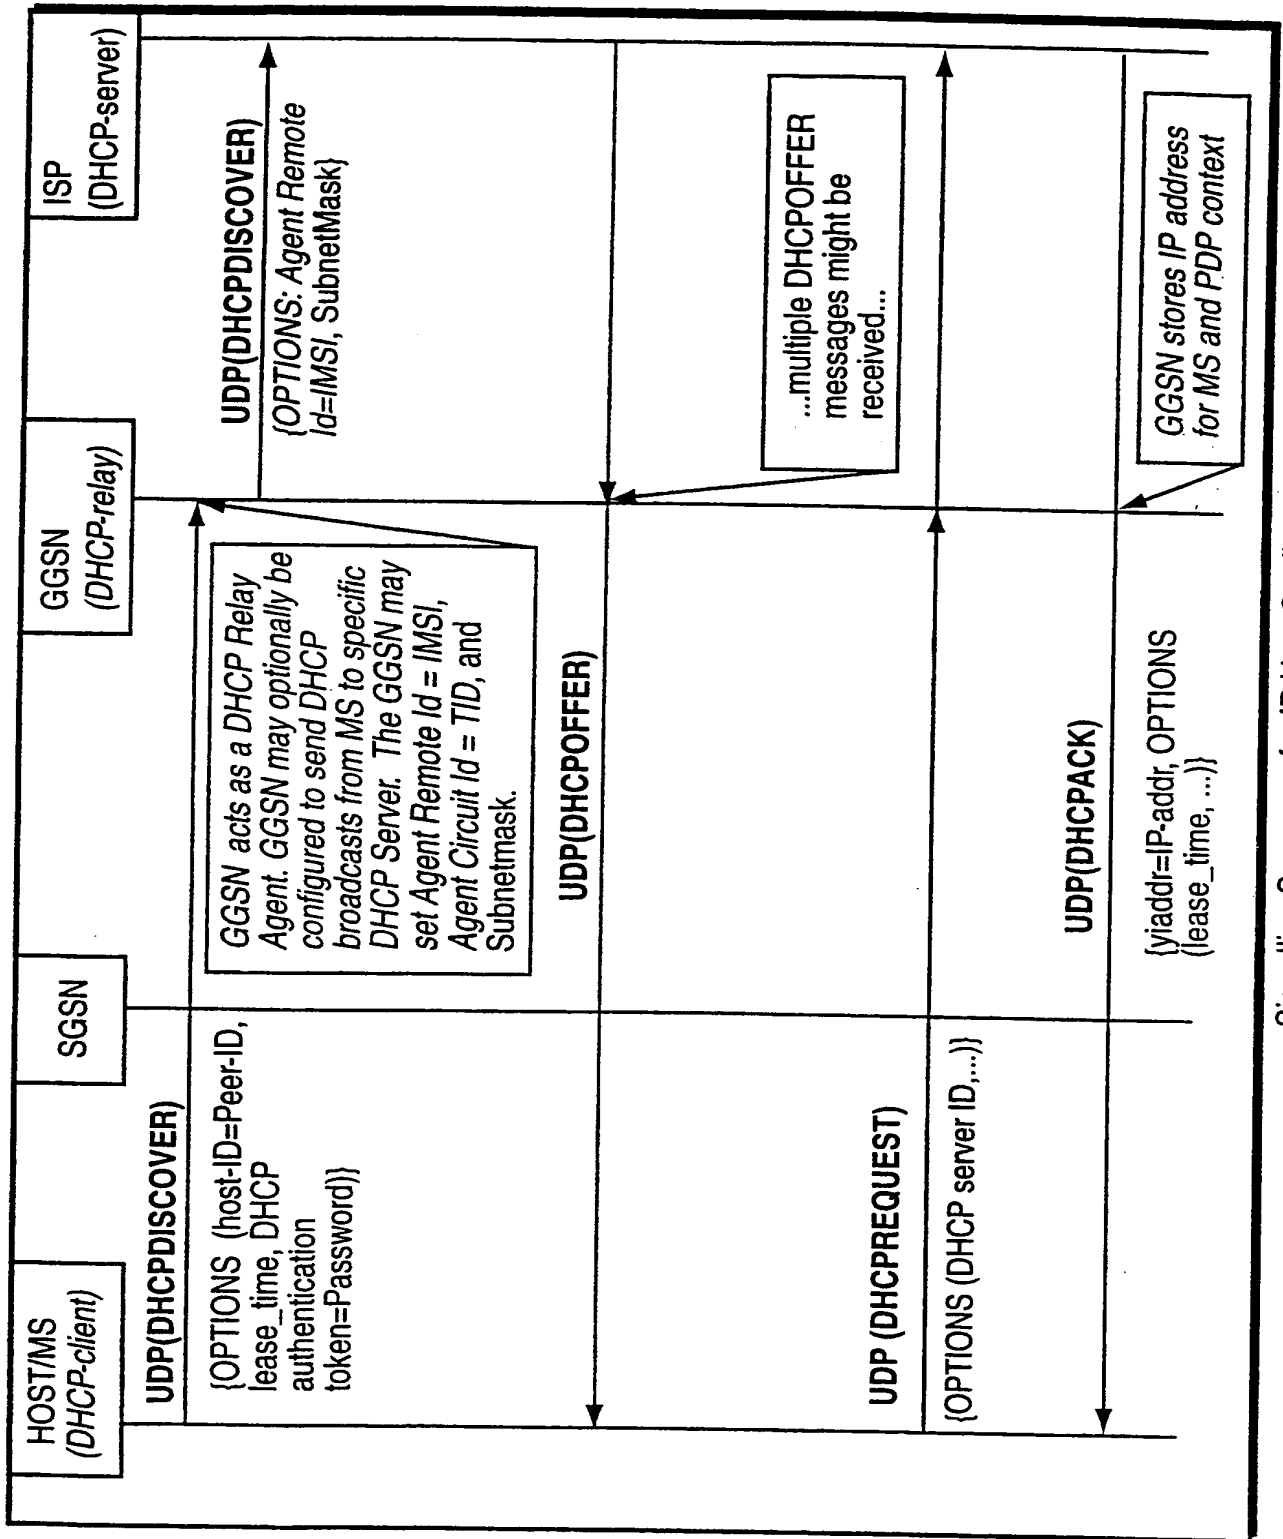 HOST/MS
(DHCP-client)
SGSN
GGSN
(DHCP-relay)
ISP
(DHCP-server)
UDP(DHCPDISCOVER)
{OPTIONS (host-ID=Peer-ID,
lease_time, DHCP
authentication
token=Password)}
GGSN acts as a DHCP Relay
Agent. GGSN may optionally be
configured to send DHCP
broadcasts from MS to specific
DHCP Server. The GGSN may
set Agent Remote Id = IMSI,
Agent Circuit Id = TID, and
Subnetmask.
UDP(DHCPDISCOVER)
{OPTIONS: Agent Remote
Id=IMSI, SubnetMask}
UDP(DHCPOFFER)
...multiple DHCPOFFER
messages might be
received...
UDP (DHCPREQUEST)
{OPTIONS (DHCP server ID,...)}
UDP(DHCPACK)
{yiaddr=IP-addr, OPTIONS
(lease_time, ...)}
GGSN stores IP address
for MS and PDP context